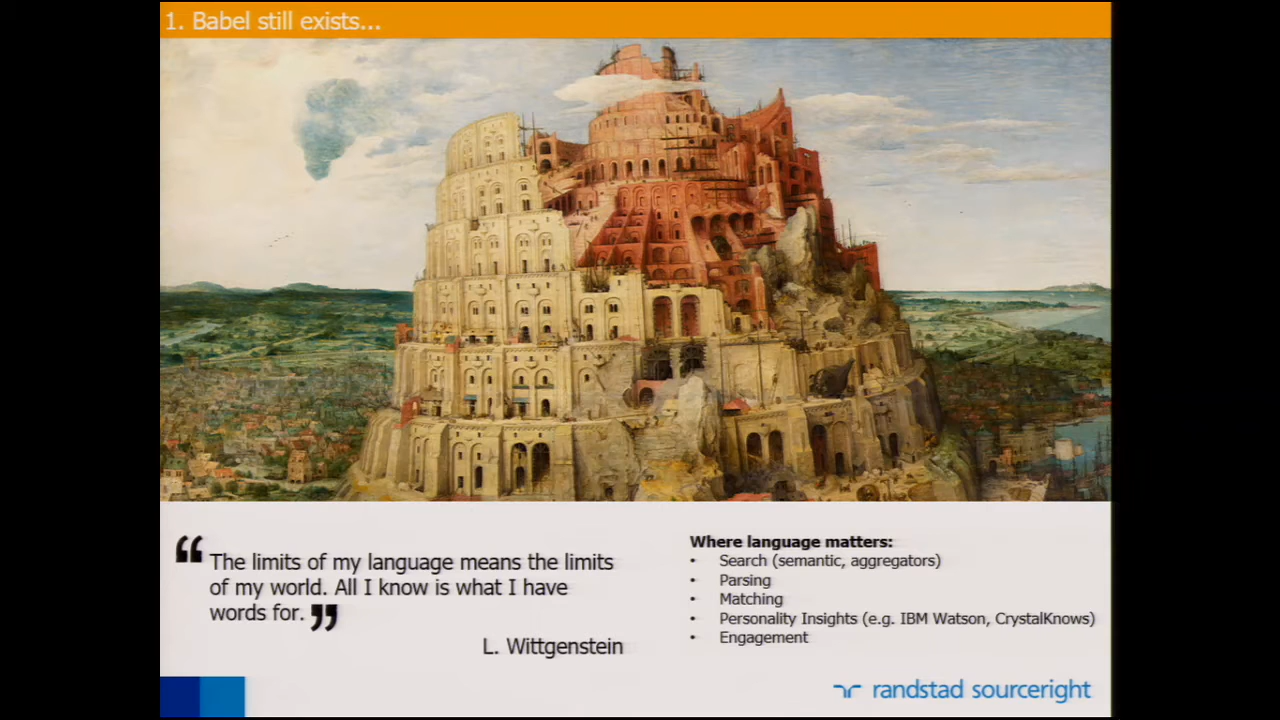 1. Babel still exists...
“ The limits of my language means the limits
of my world. All I know is what I have
words for. ”
L. Wittgenstein
Where language matters:
• Search (semantic, aggregators)
• Parsing
• Matching
• Personality Insights (e.g. IBM Watson, CrystalKnows)
• Engagement
randstad sourceright